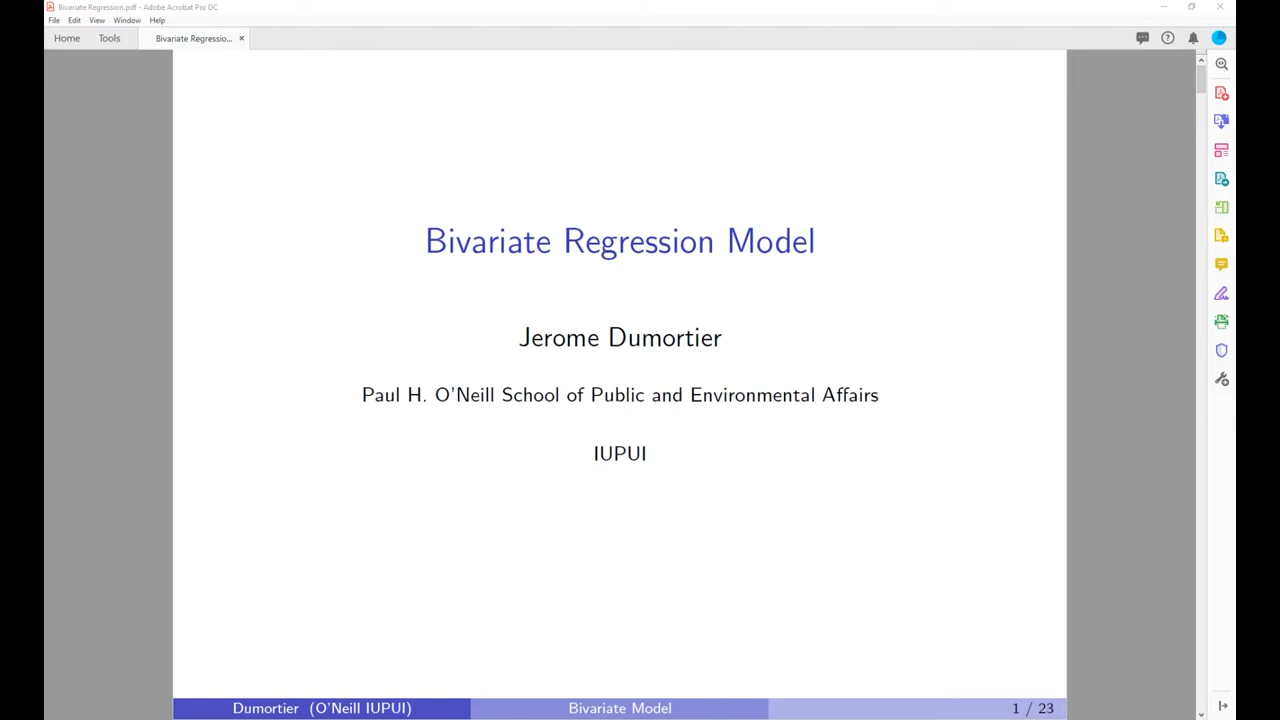 Bivariate Regression.pdf - Adobe Acrobat Pro DC
File Edit View Window Help
Home Tools Bivariate Regressio... ×
Bivariate Regression Model
Jerome Dumortier
Paul H. O'Neill School of Public and Environmental Affairs
IUPUI
Dumortier (O'Neill IUPUI) Bivariate Model 1 / 23